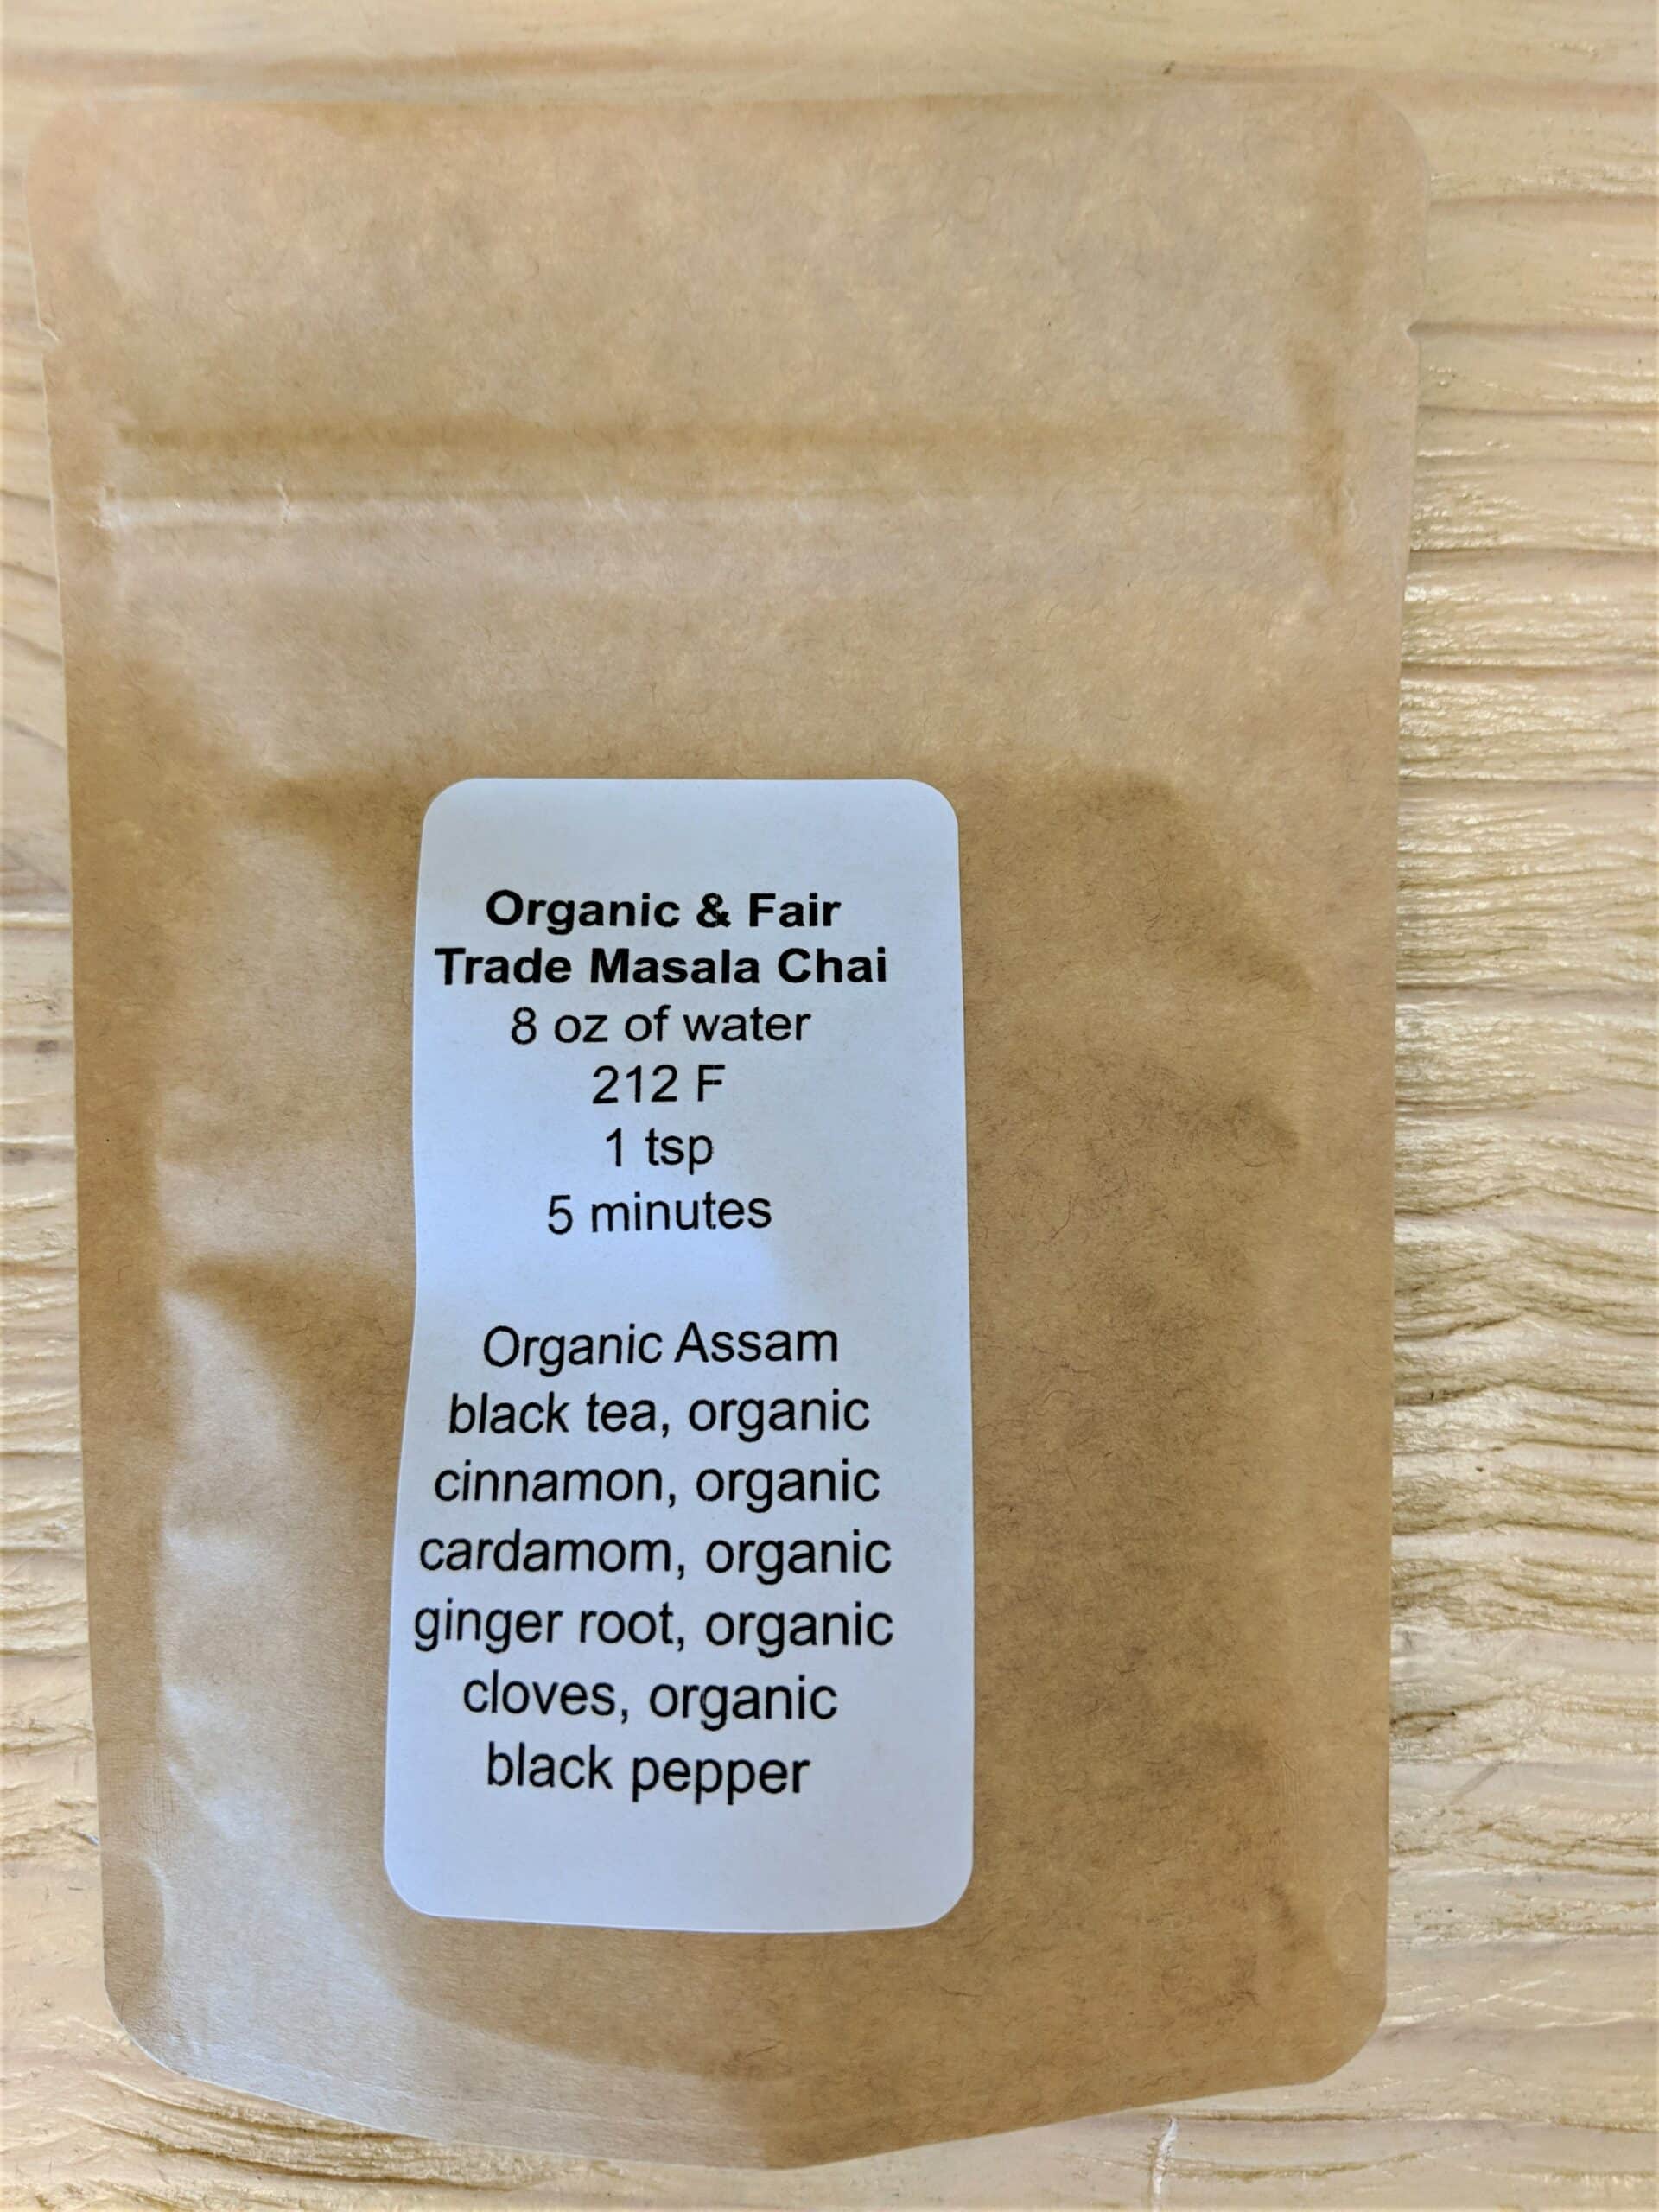 Organic & Fair
Trade Masala Chai
8 oz of water
212 F
1 tsp
5 minutes
Organic Assam
black tea, organic
cinnamon, organic
cardamom, organic
ginger root, organic
cloves, organic
black pepper